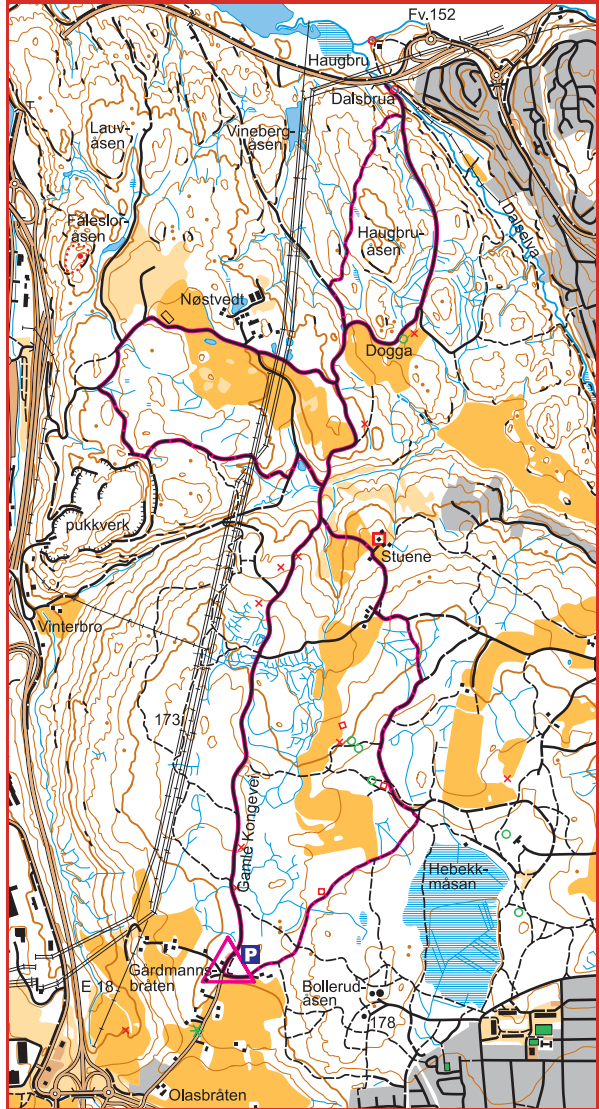 Fv.152
Haugbru
Dalsbrua
Lauv-
åsen
Vineberg-
åsen
Dalselva
Fåleslor-
åsen
Haugbru-
åsen
Nøstvedt
Dogga
pukkverk
Stuene
Vinterbro
173
Gamle Kongevei
Hebekk-
måsan
P
Gårdmanns-
bråten
E 18
Bollerud-
åsen
178
Olasbråten